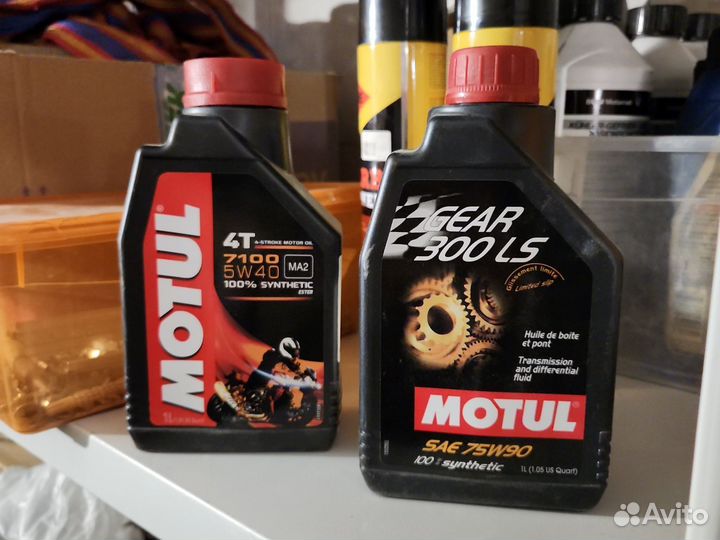 MOTUL
4T 4-STROKE MOTOR OIL
7100
5W40 MA2
100% SYNTHETIC
ESTER
1L
GEAR
300 LS
Glissement limité
Limited slip
Huile de boîte
et pont
Transmission
and differential
fluid
MOTUL
SAE 75W90
100% synthetic
1L (1.05 US Quart)
Avito